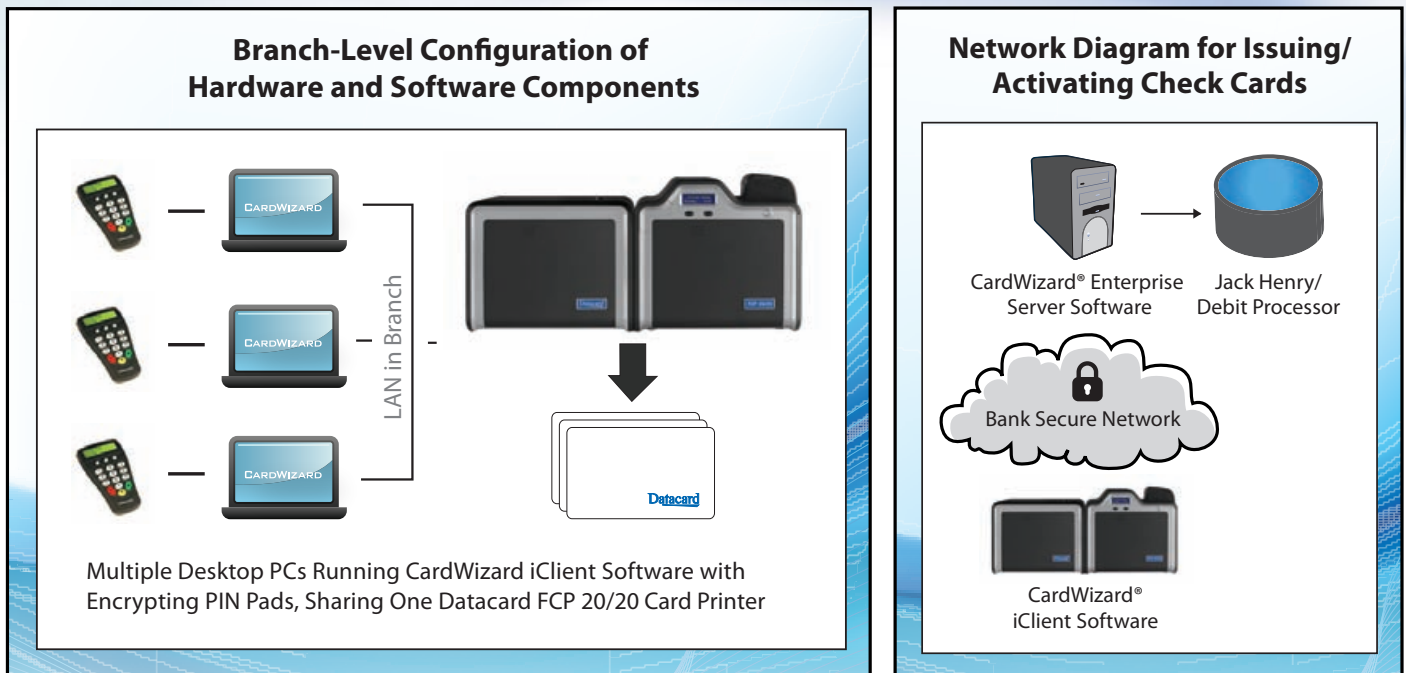 Branch-Level Configuration of
Hardware and Software Components
CARDWIZARD
CARDWIZARD
CARDWIZARD
LAN in Branch
Datacard
Datacard
Multiple Desktop PCs Running CardWizard iClient Software with
Encrypting PIN Pads, Sharing One Datacard FCP 20/20 Card Printer
Network Diagram for Issuing/
Activating Check Cards
CardWizard® Enterprise
Server Software
Jack Henry/
Debit Processor
Bank Secure Network
CardWizard®
iClient Software